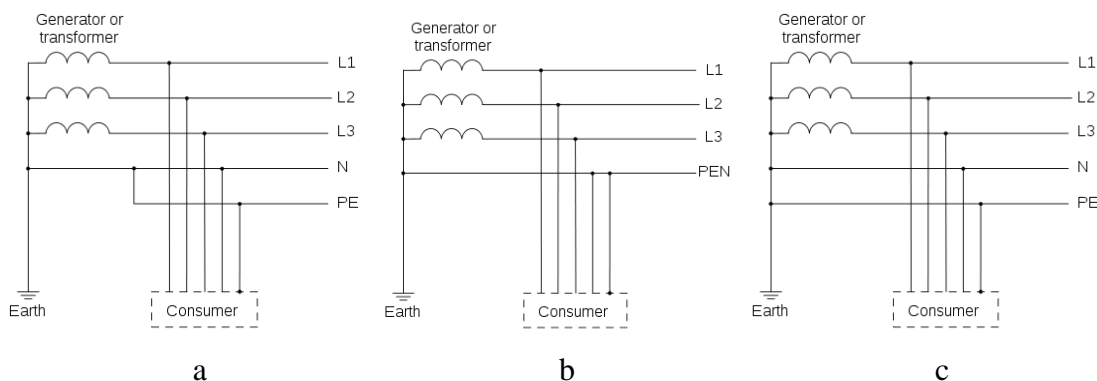 Generator or
transformer
L1
L2
L3
N
PE
Earth
Consumer
a
Generator or
transformer
L1
L2
L3
PEN
Earth
Consumer
b
Generator or
transformer
L1
L2
L3
N
PE
Earth
Consumer
c